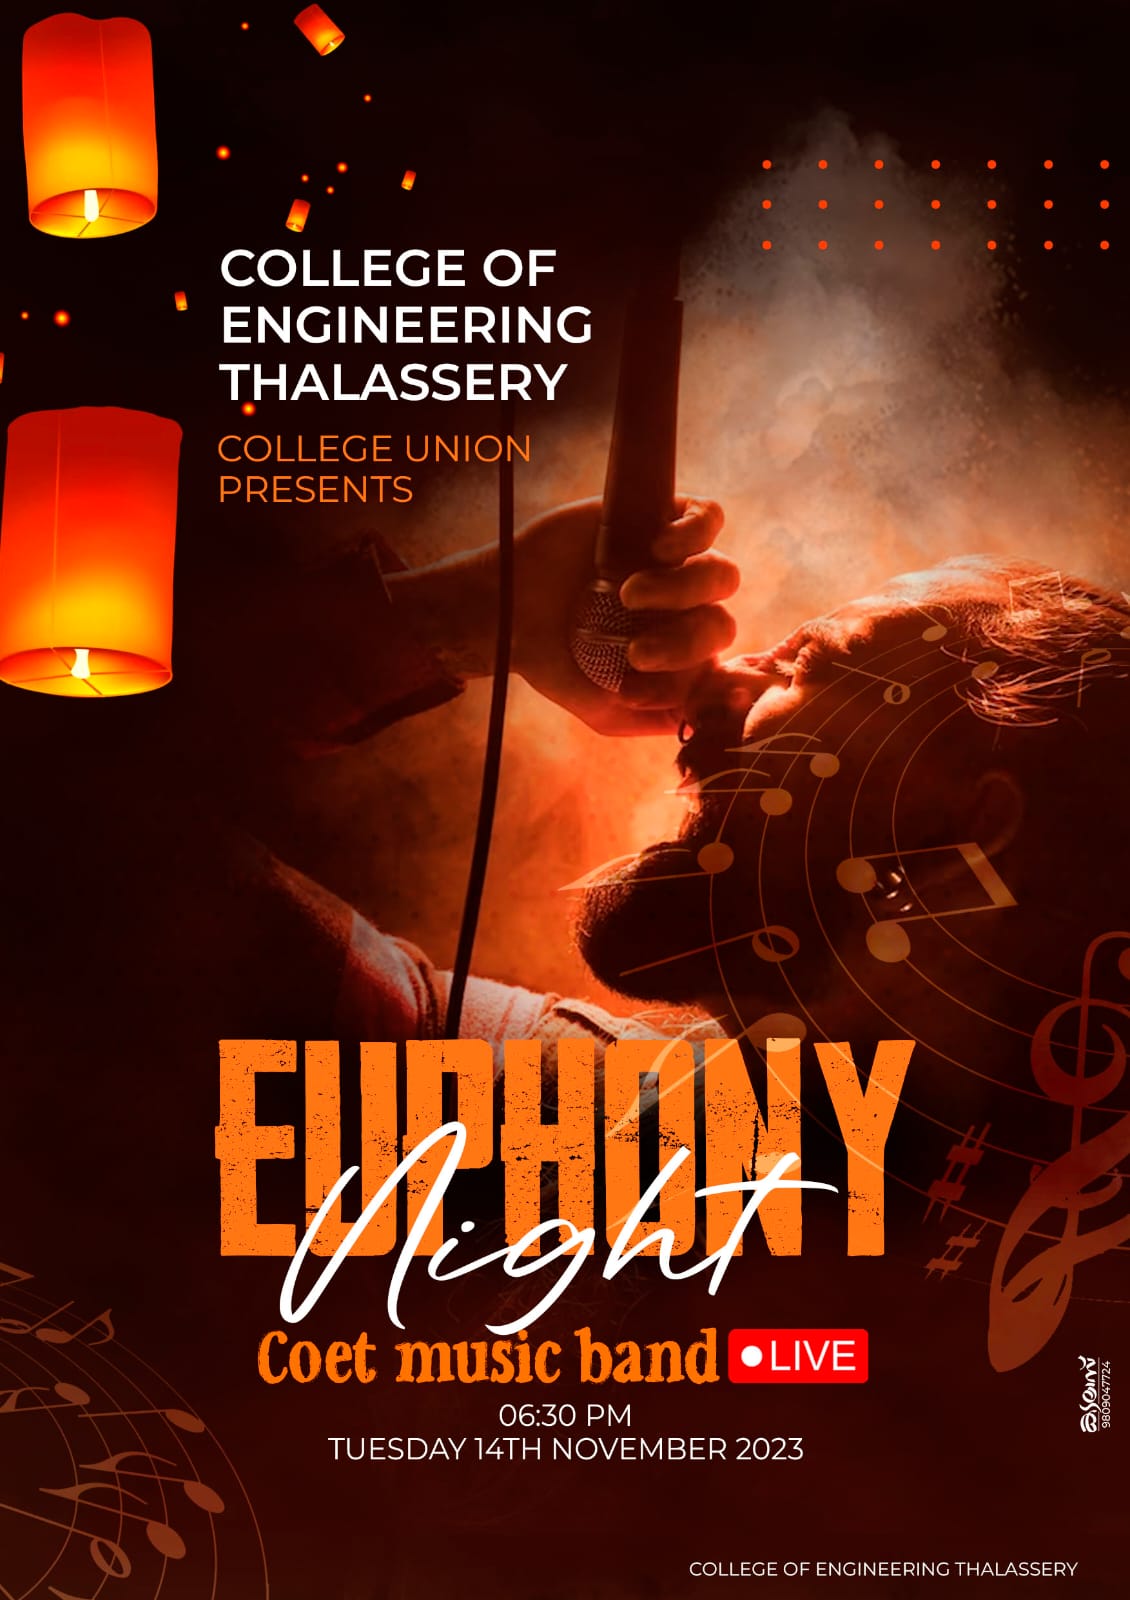 COLLEGE OF
ENGINEERING
THALASSERY
COLLEGE UNION
PRESENTS
EUPHONY
Night
Coet music band LIVE
06:30 PM
TUESDAY 14TH NOVEMBER 2023
9809047724
COLLEGE OF ENGINEERING THALASSERY